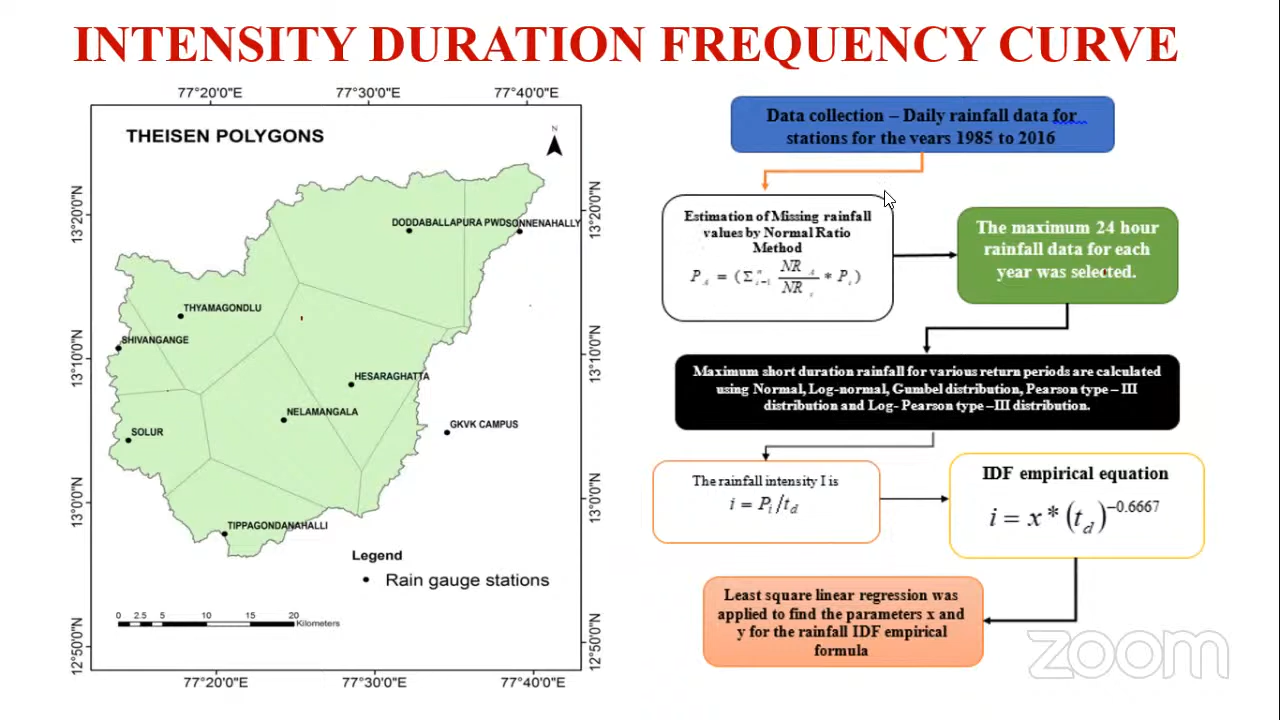 INTENSITY DURATION FREQUENCY CURVE
77°20'0"E 77°30'0"E 77°40'0"E
THEISEN POLYGONS
N
13°20'0"N
13°10'0"N
13°0'0"N
12°50'0"N
DODDABALLAPURA PWD
SONNENAHALLY
THYAMAGONDLU
SHIVANGANGE
HESARAGHATTA
NELAMANGALA
GKVK CAMPUS
SOLUR
TIPPAGONDANAHALLI
Legend
Rain gauge stations
0 2.5 5 10 15 20
Kilometers
13°20'0"N
13°10'0"N
13°0'0"N
12°50'0"N
77°20'0"E 77°30'0"E 77°40'0"E
Data collection – Daily rainfall data for
stations for the years 1985 to 2016
Estimation of Missing rainfall
values by Normal Ratio
Method
P_A = (Σ^n_{i=1} NR_A / NR_i * P_i)
The maximum 24 hour
rainfall data for each
year was selected.
Maximum short duration rainfall for various return periods are calculated
using Normal, Log-normal, Gumbel distribution, Pearson type – III
distribution and Log- Pearson type –III distribution.
The rainfall intensity I is
i = P_i/t_d
IDF empirical equation
i = x * (t_d)^−0.6667
Least square linear regression was
applied to find the parameters x and
y for the rainfall IDF empirical
formula
zoom